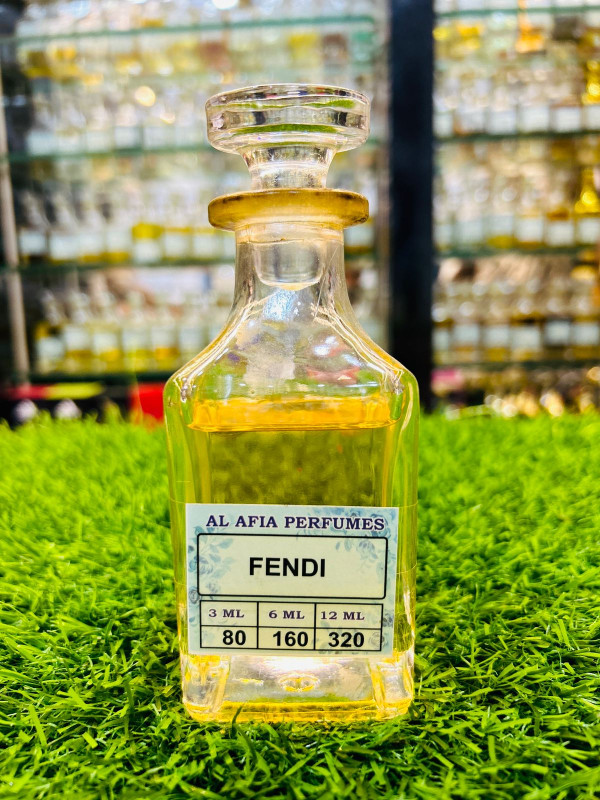 AL AFIA PERFUMES
FENDI
3 ML 6 ML 12 ML
80 160 320